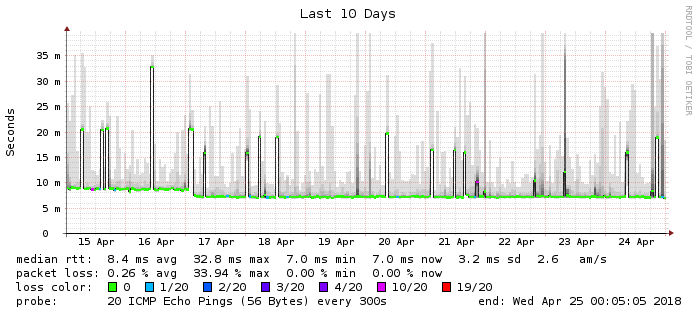 Last 10 Days
RRDTOOL / TOBI OETIKER
Seconds
35 m
30 m
25 m
20 m
15 m
10 m
5 m
0
15 Apr 16 Apr 17 Apr 18 Apr 19 Apr 20 Apr 21 Apr 22 Apr 23 Apr 24 Apr
median rtt: 8.4 ms avg 32.8 ms max 7.0 ms min 7.0 ms now 3.2 ms sd 2.6 am/s
packet loss: 0.26 % avg 33.94 % max 0.00 % min 0.00 % now
loss color: 0 1/20 2/20 3/20 4/20 10/20 19/20
probe: 20 ICMP Echo Pings (56 Bytes) every 300s end: Wed Apr 25 00:05:05 2018